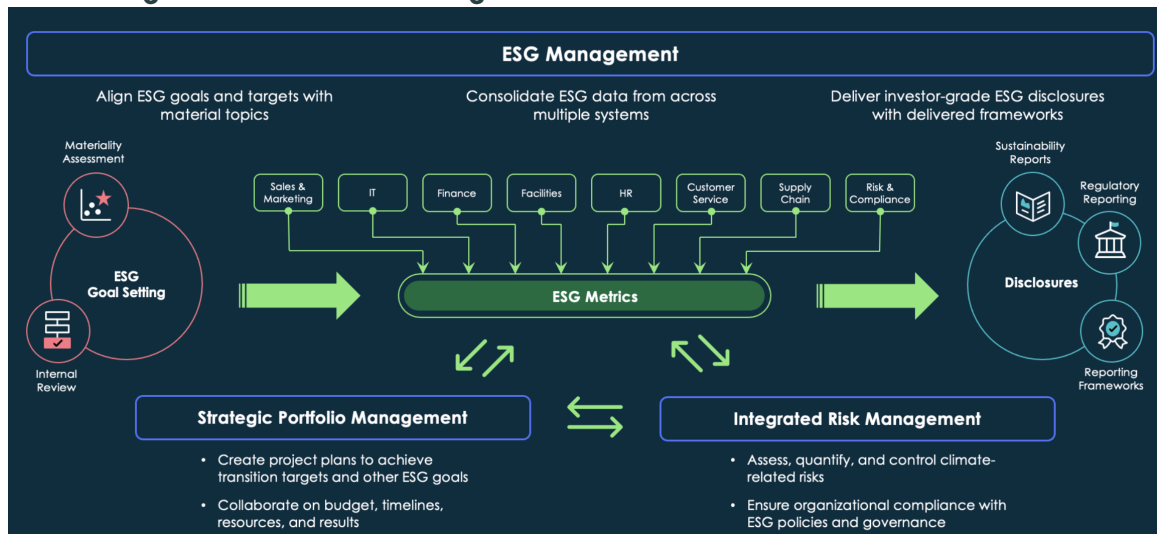 ESG Management
Align ESG goals and targets with
material topics
Consolidate ESG data from across
multiple systems
Deliver investor-grade ESG disclosures
with delivered frameworks
Materiality
Assessment
ESG
Goal Setting
Internal
Review
Sales &
Marketing
IT
Finance
Facilities
HR
Customer
Service
Supply
Chain
Risk &
Compliance
ESG Metrics
Sustainability
Reports
Regulatory
Reporting
Disclosures
Reporting
Frameworks
Strategic Portfolio Management
• Create project plans to achieve
transition targets and other ESG goals
• Collaborate on budget, timelines,
resources, and results
Integrated Risk Management
• Assess, quantify, and control climate-
related risks
• Ensure organizational compliance with
ESG policies and governance